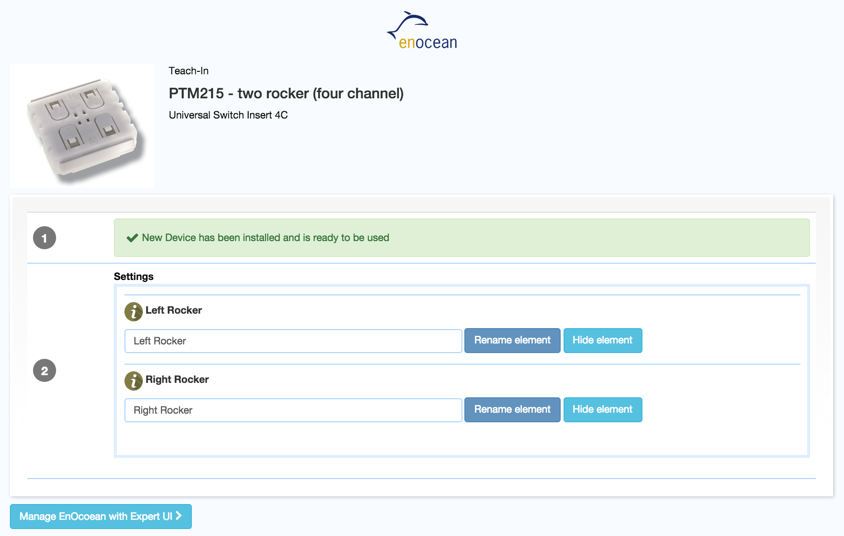 enocean
Teach-In
PTM215 - two rocker (four channel)
Universal Switch Insert 4C
1
New Device has been installed and is ready to be used
Settings
2
i Left Rocker
Left Rocker
Rename element
Hide element
i Right Rocker
Right Rocker
Rename element
Hide element
Manage EnOcoean with Expert UI